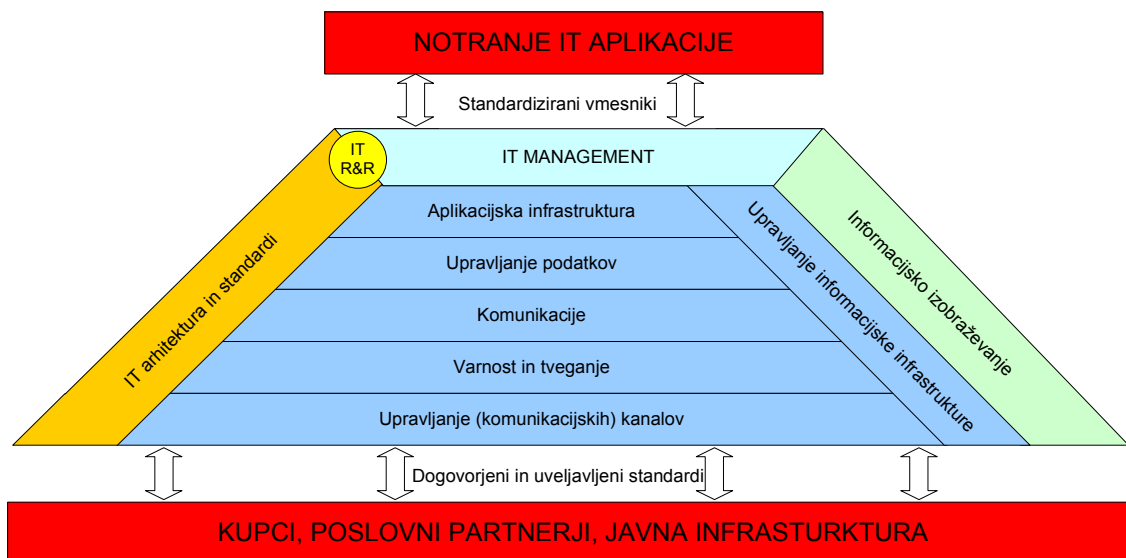 NOTRANJE IT APLIKACIJE
Standardizirani vmesniki
IT
R&R
IT MANAGEMENT
Aplikacijska infrastruktura
Upravljanje podatkov
Komunikacije
Varnost in tveganje
Upravljanje (komunikacijskih) kanalov
IT arhitektura in standardi
Upravljanje informacijske infrastrukture
Informacijsko izobraževanje
Dogovorjeni in uveljavljeni standardi
KUPCI, POSLOVNI PARTNERJI, JAVNA INFRASTURKTURA